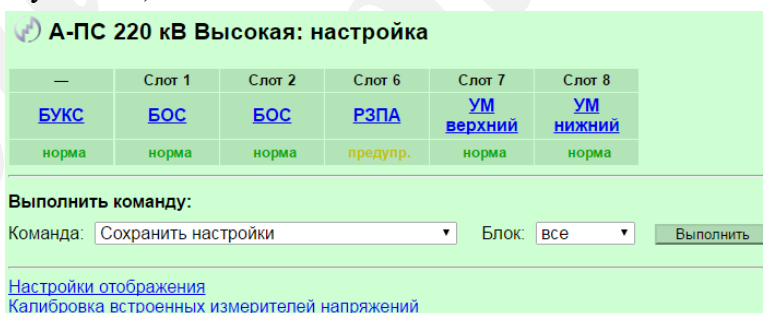 А-ПС 220 кВ Высокая: настройка
— Слот 1 Слот 2 Слот 6 Слот 7 Слот 8
БУКС БОС БОС РЗПА УМ верхний УМ нижний
норма норма норма предупр. норма норма
Выполнить команду:
Команда: Сохранить настройки Блок: все Выполнить
Настройки отображения
Калибровка встроенных измерителей напряжений